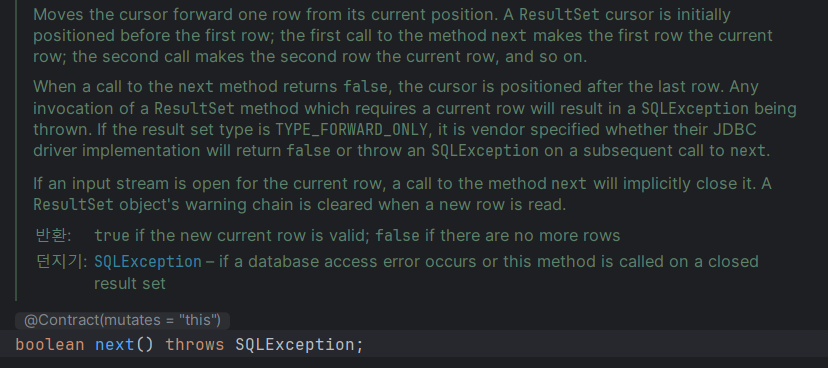 Moves the cursor forward one row from its current position. A ResultSet cursor is initially
positioned before the first row; the first call to the method next makes the first row the current
row; the second call makes the second row the current row, and so on.
When a call to the next method returns false, the cursor is positioned after the last row. Any
invocation of a ResultSet method which requires a current row will result in a SQLException being
thrown. If the result set type is TYPE_FORWARD_ONLY, it is vendor specified whether their JDBC
driver implementation will return false or throw an SQLException on a subsequent call to next.
If an input stream is open for the current row, a call to the method next will implicitly close it. A
ResultSet object's warning chain is cleared when a new row is read.
반환: true if the new current row is valid; false if there are no more rows
던지기: SQLException – if a database access error occurs or this method is called on a closed
result set
@Contract(mutates = "this")
boolean next() throws SQLException;